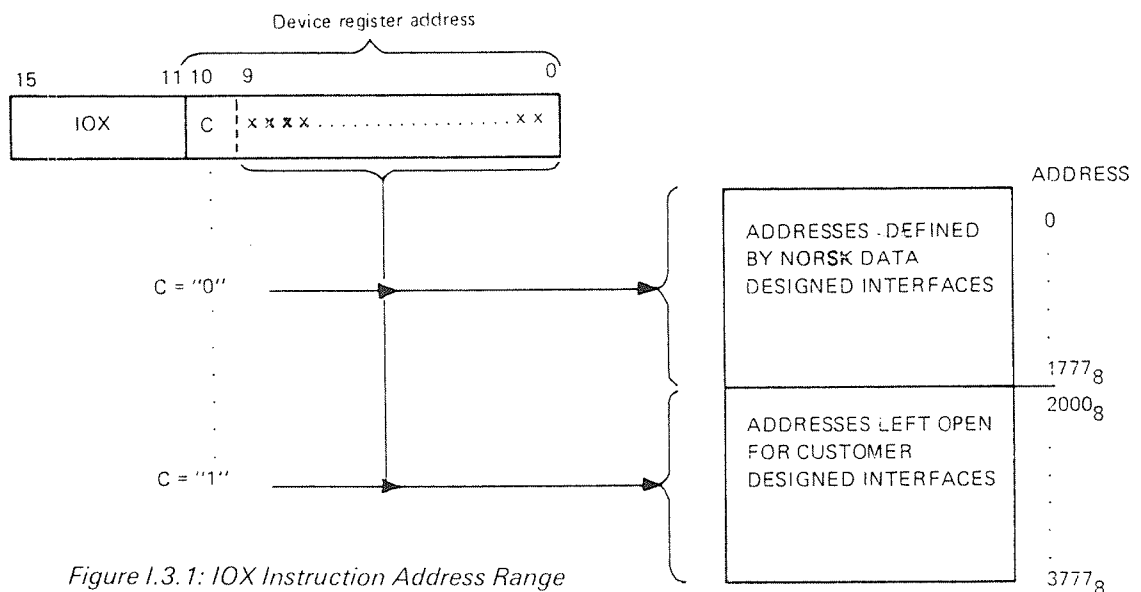 Device register address
15 11 10 9 0
IOX C x x x x . . . . . . . . . . . . . . . . . x x
ADDRESS
ADDRESSES DEFINED
BY NORSK DATA
DESIGNED INTERFACES
0
C = "0"
1777₈
2000₈
ADDRESSES LEFT OPEN
FOR CUSTOMER
DESIGNED INTERFACES
C = "1"
3777₈
Figure I.3.1: IOX Instruction Address Range